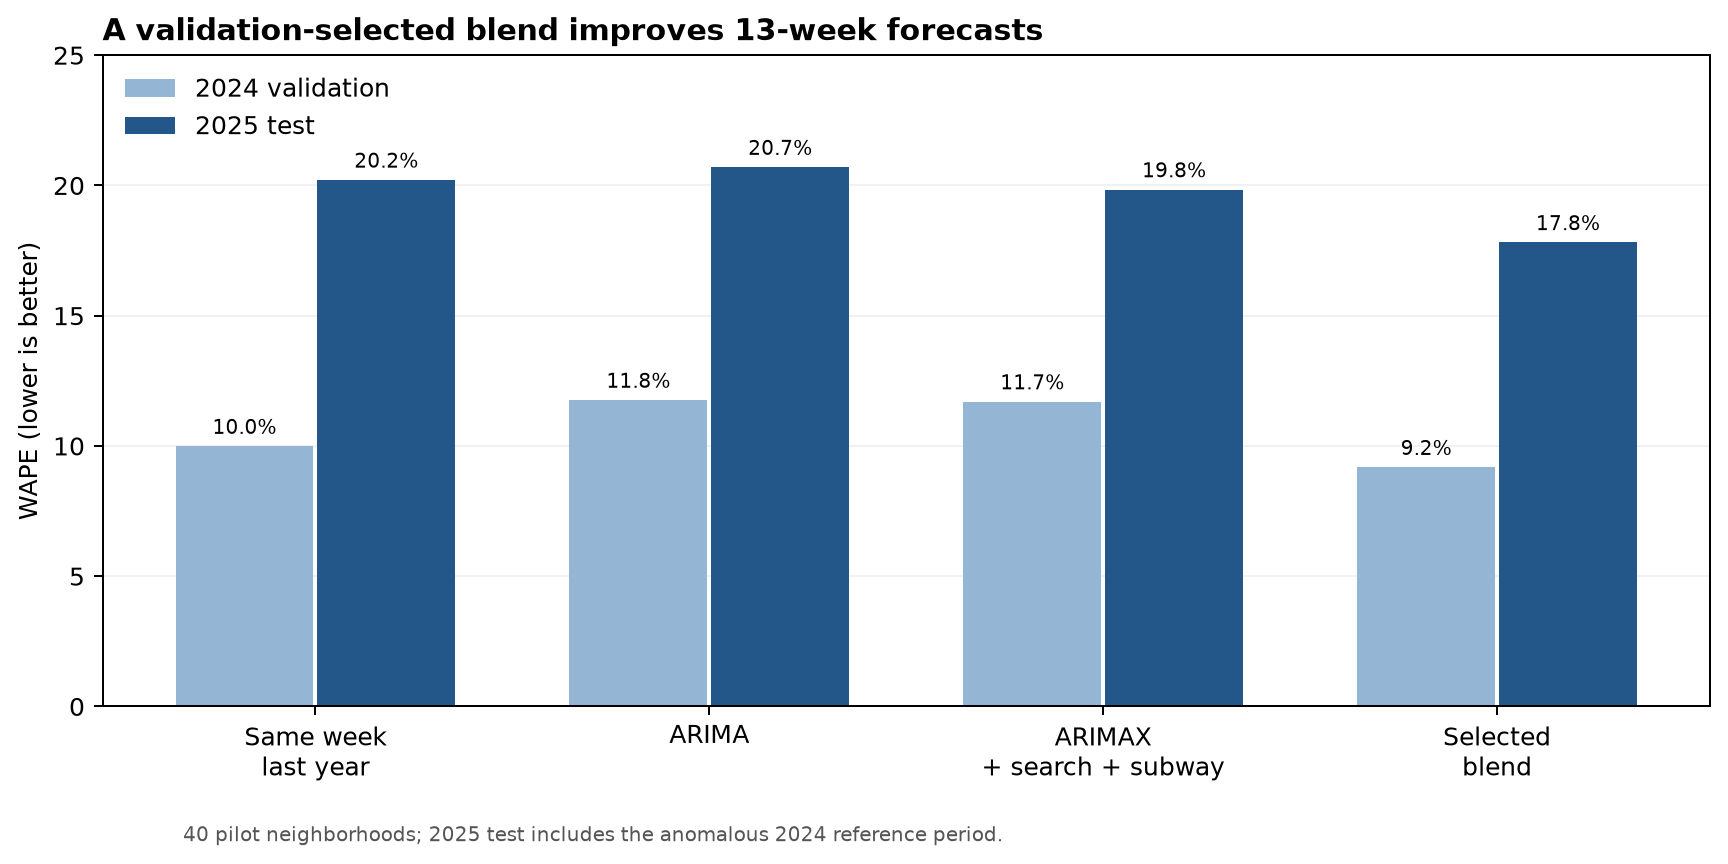 A validation-selected blend improves 13-week forecasts
25
20
15
10
5
0
WAPE (lower is better)
2024 validation
2025 test
10.0%
20.2%
11.8%
20.7%
11.7%
19.8%
9.2%
17.8%
Same week
last year
ARIMA
ARIMAX
+ search + subway
Selected
blend
40 pilot neighborhoods; 2025 test includes the anomalous 2024 reference period.